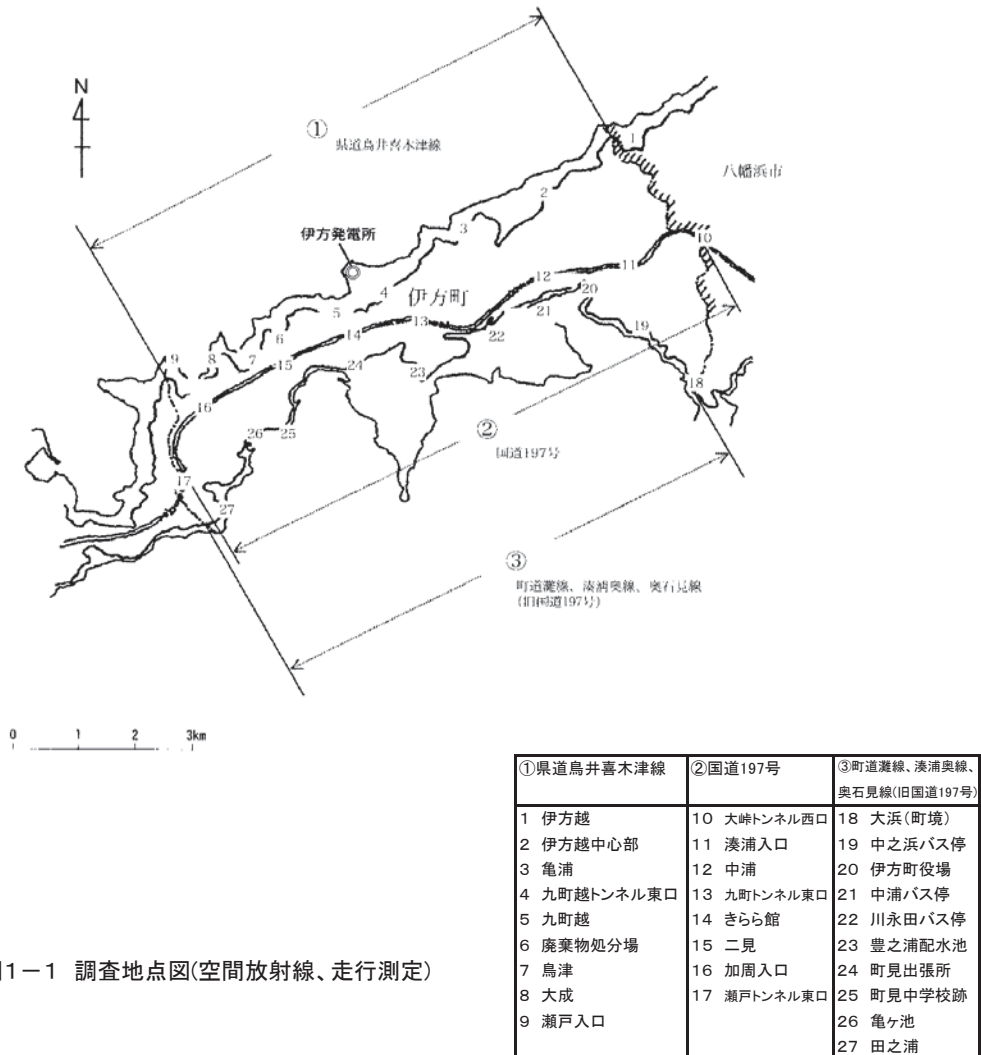 N
①
県道鳥井喜木津線
1
八幡浜市
2
3
伊方発電所
10
4
伊方町
12
11
5
20
13
21
6
14
22
19
9
8
7
15
24
23
18
16
②
国道197号
26
25
17
27
③
町道灘線、湊浦奥線、奥石見線
(旧国道197号)
0 1 2 3km
①県道鳥井喜木津線
1 伊方越
2 伊方越中心部
3 亀浦
4 九町越トンネル東口
5 九町越
6 廃棄物処分場
7 鳥津
8 大成
9 瀬戸入口
②国道197号
10 大峠トンネル西口
11 湊浦入口
12 中浦
13 九町トンネル東口
14 きらら館
15 二見
16 加周入口
17 瀬戸トンネル東口
③町道灘線、湊浦奥線、
奥石見線(旧国道197号)
18 大浜(町境)
19 中之浜バス停
20 伊方町役場
21 中浦バス停
22 川永田バス停
23 豊之浦配水池
24 町見出張所
25 町見中学校跡
26 亀ヶ池
27 田之浦
1－1 調査地点図(空間放射線、走行測定)